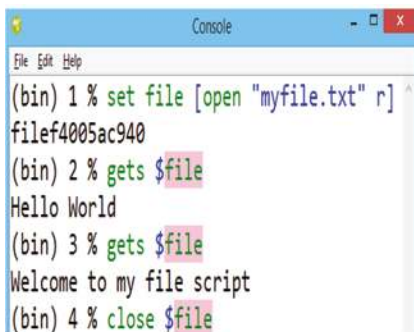 Console
File Edit Help
(bin) 1 % set file [open "myfile.txt" r]
filef4005ac940
(bin) 2 % gets $file
Hello World
(bin) 3 % gets $file
Welcome to my file script
(bin) 4 % close $file